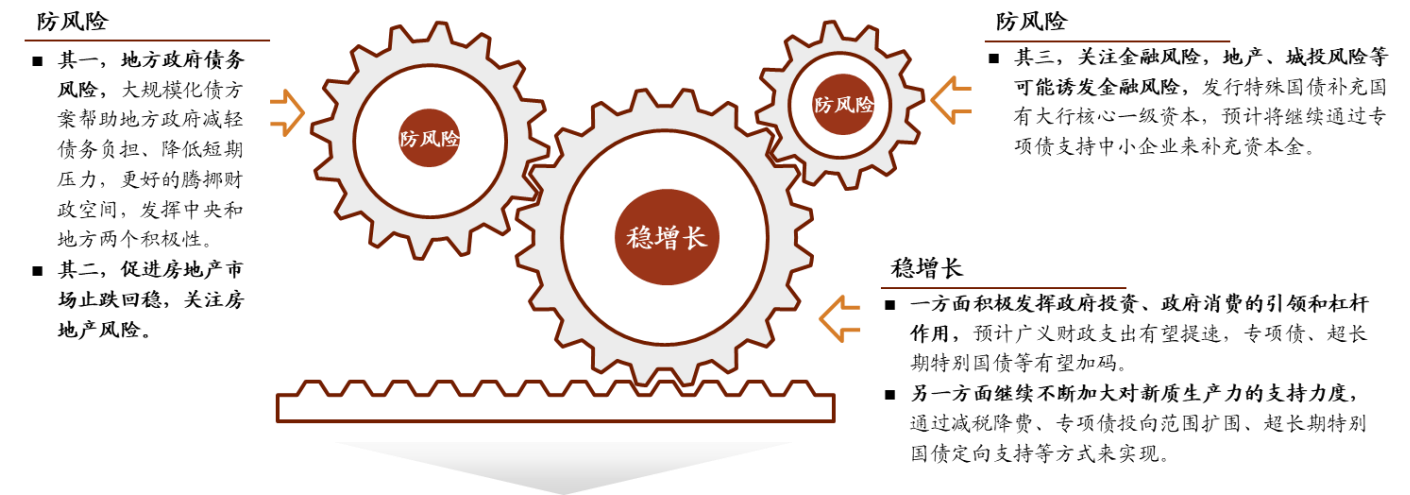 防风险
■ 其一，地方政府债务
风险，大规模化债方
案帮助地方政府减轻
债务负担、降低短期
压力，更好的腾挪财
政空间，发挥中央和
地方两个积极性。
■ 其二，促进房地产市
场止跌回稳，关注房
地产风险。
防风险
稳增长
防风险
防风险
■ 其三，关注金融风险，地产、城投风险等
可能诱发金融风险，发行特殊国债补充国
有大行核心一级资本，预计将继续通过专
项债支持中小企业来补充资本金。
稳增长
■ 一方面积极发挥政府投资、政府消费的引领和杠杆
作用，预计广义财政支出有望提速，专项债、超长
期特别国债等有望加码。
■ 另一方面继续不断加大对新质生产力的支持力度，
通过减税降费、专项债投向范围扩围、超长期特别
国债定向支持等方式来实现。